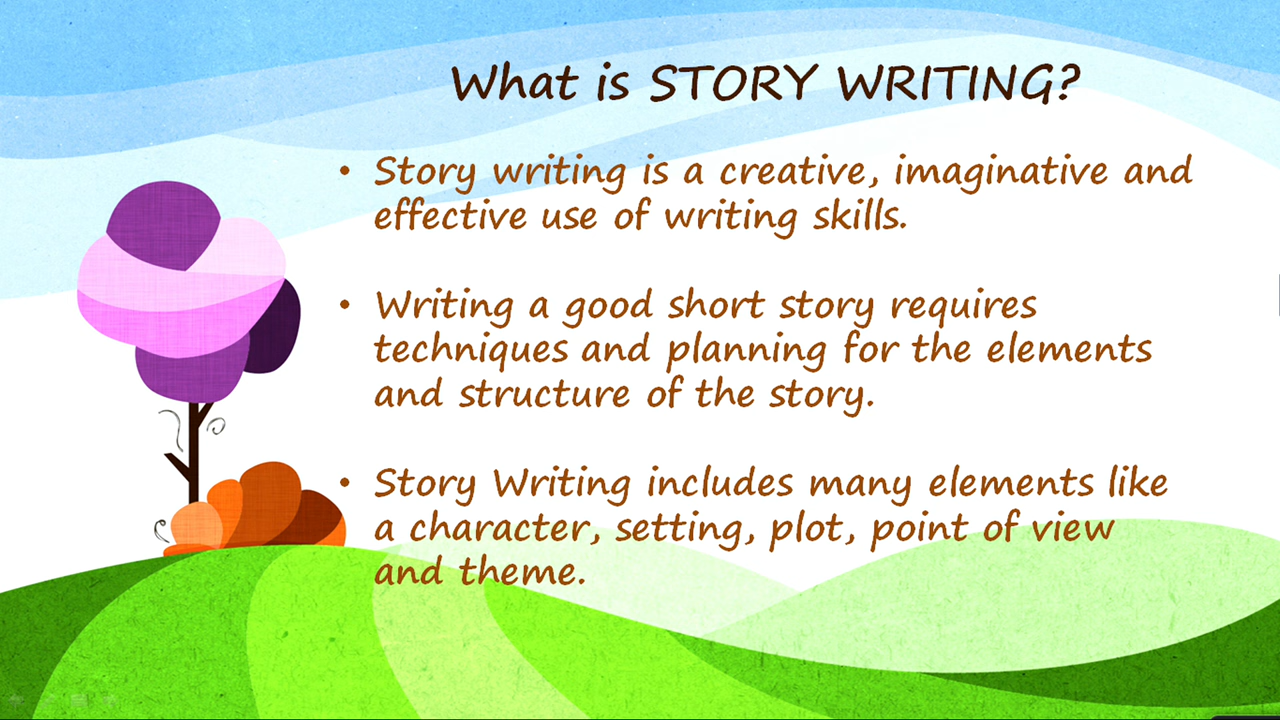 What is STORY WRITING?
• Story writing is a creative, imaginative and
effective use of writing skills.
• Writing a good short story requires
techniques and planning for the elements
and structure of the story.
• Story Writing includes many elements like
a character, setting, plot, point of view
and theme.